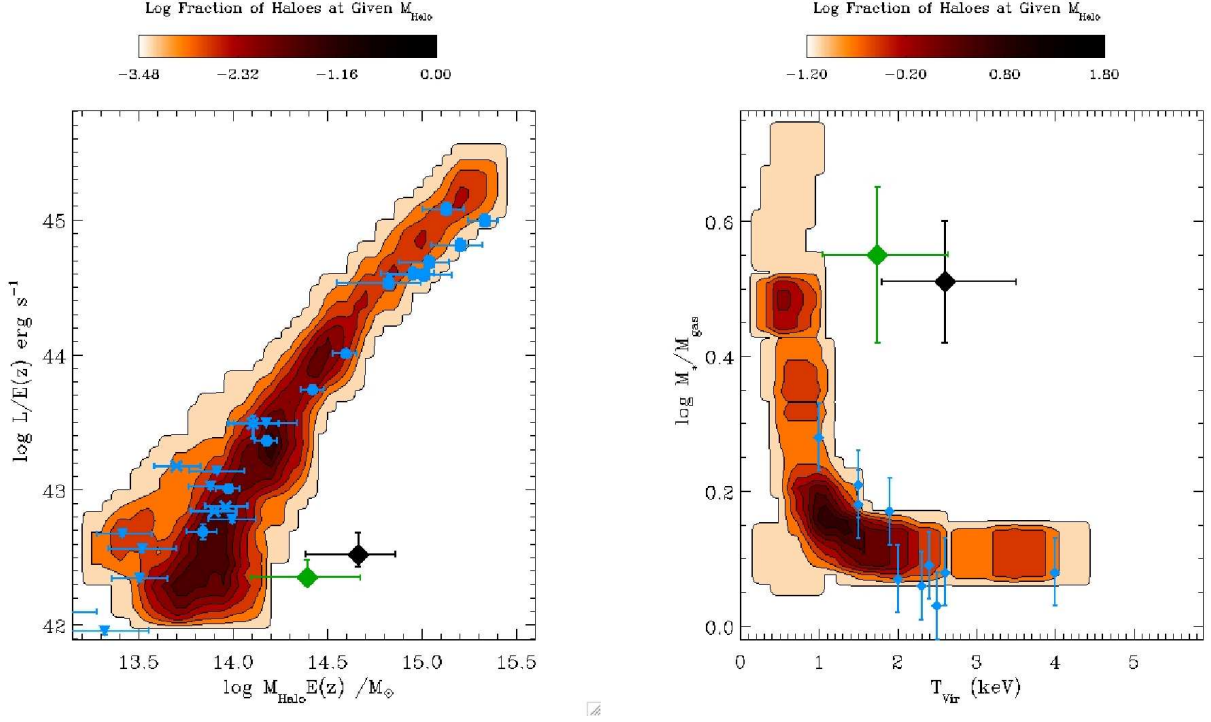 Log Fraction of Haloes at Given M_Halo
-3.48 -2.32 -1.16 0.00
45
44
43
42
log L/E(z) erg s⁻¹
13.5 14.0 14.5 15.0 15.5
log M_Halo E(z) /M_⊙
Log Fraction of Haloes at Given M_Halo
-1.20 -0.20 0.80 1.80
0.6
0.4
0.2
0.0
log M_*/M_gas
0 1 2 3 4 5
T_Vir (keV)